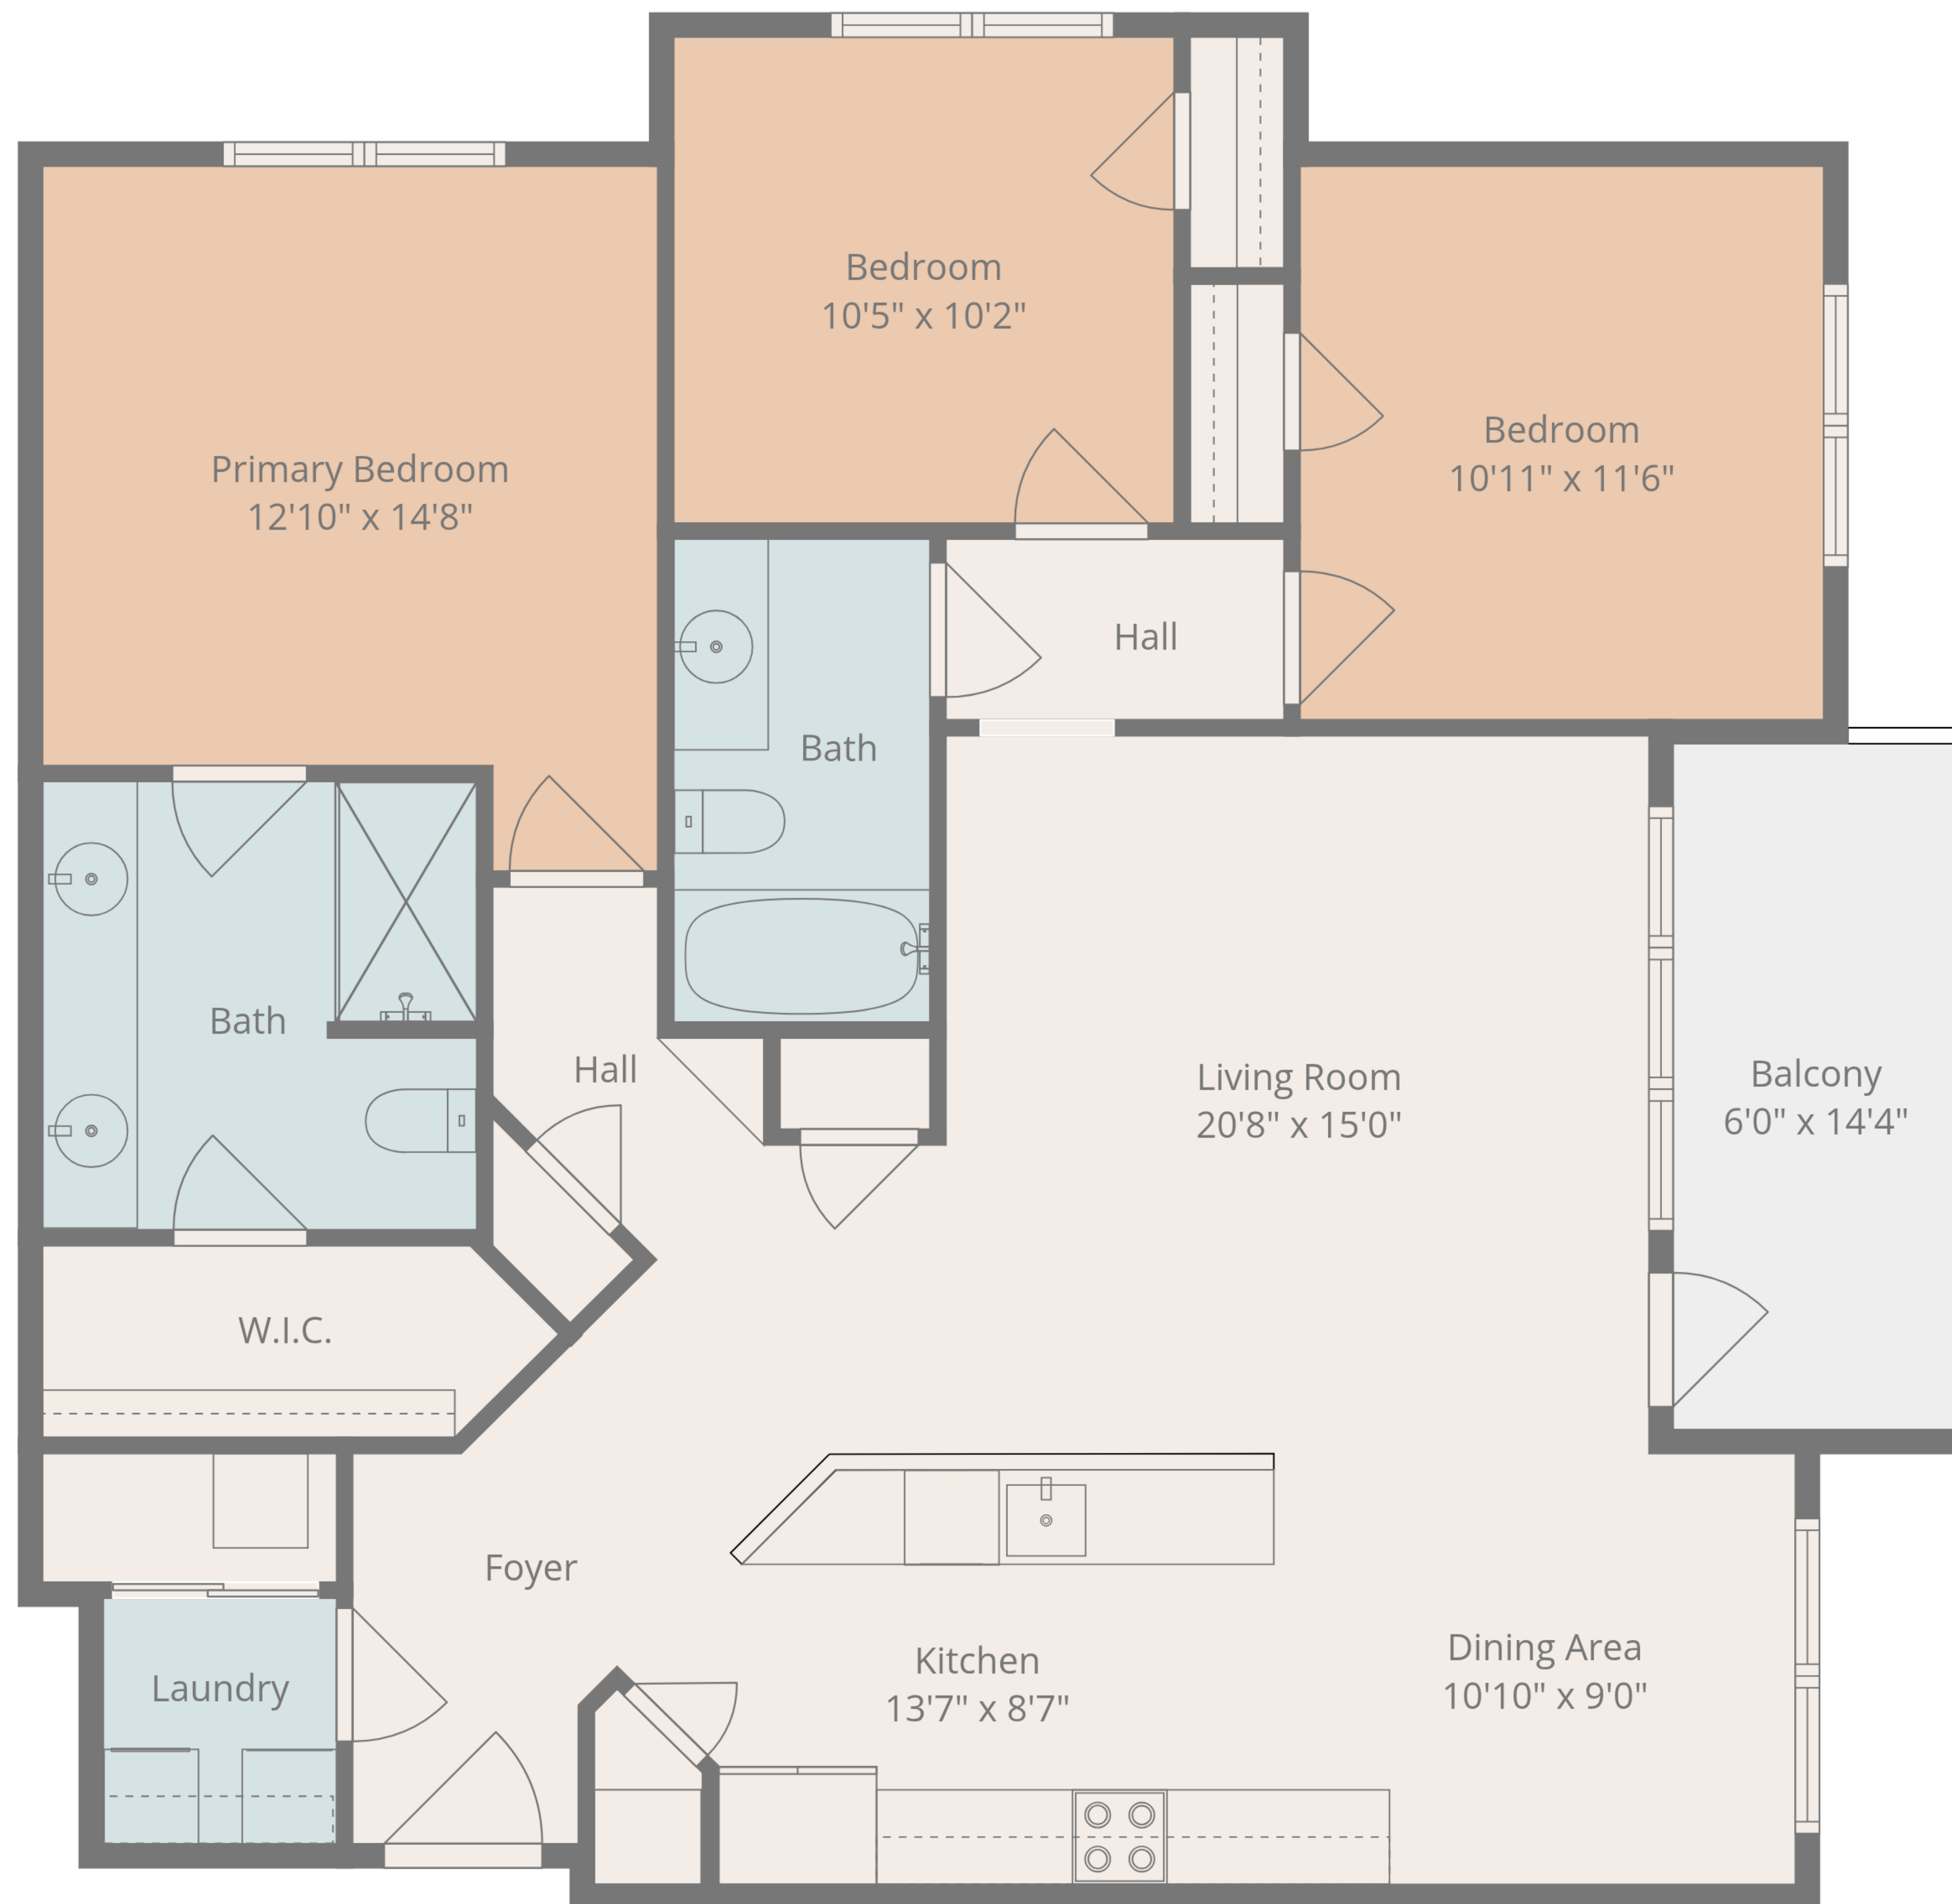 Bedroom
10'5" x 10'2"
Bedroom
10'11" x 11'6"
Primary Bedroom
12'10" x 14'8"
Hall
Bath
Bath
Hall
Living Room
20'8" x 15'0"
Balcony
6'0" x 14'4"
W.I.C.
Foyer
Laundry
Kitchen
13'7" x 8'7"
Dining Area
10'10" x 9'0"